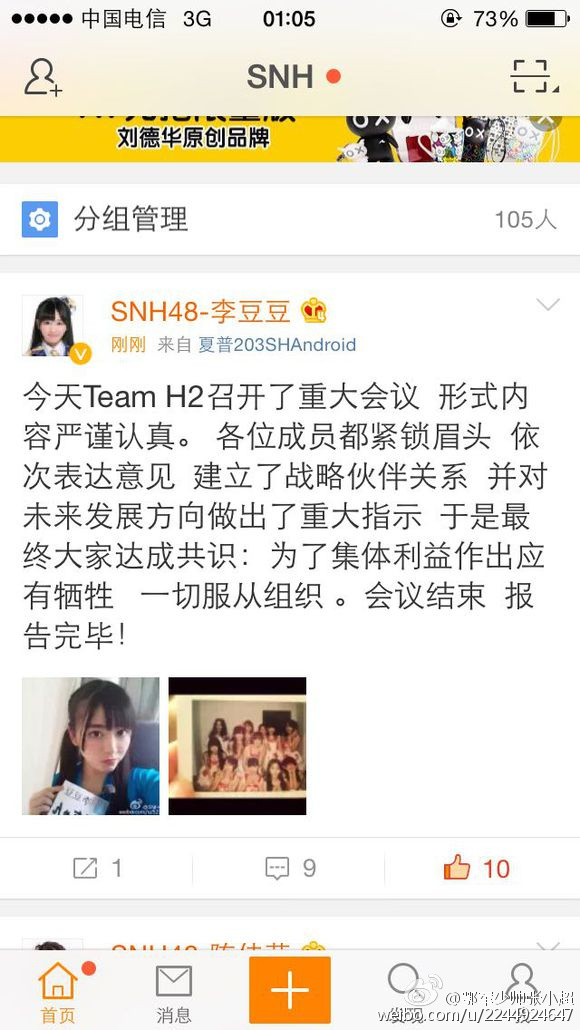 中国电信 3G 01:05 73%
SNH
刘德华原创品牌
分组管理 105人
SNH48-李豆豆
刚刚 来自 夏普203SHAndroid
今天Team H2召开了重大会议 形式内
容严谨认真。 各位成员都紧锁眉头 依
次表达意见 建立了战略伙伴关系 并对
未来发展方向做出了重大指示 于是最
终大家达成共识：为了集体利益作出应
有牺牲 一切服从组织 。会议结束 报
告完毕！
1 9 10
首页 消息
weibo.com/u/2244924647